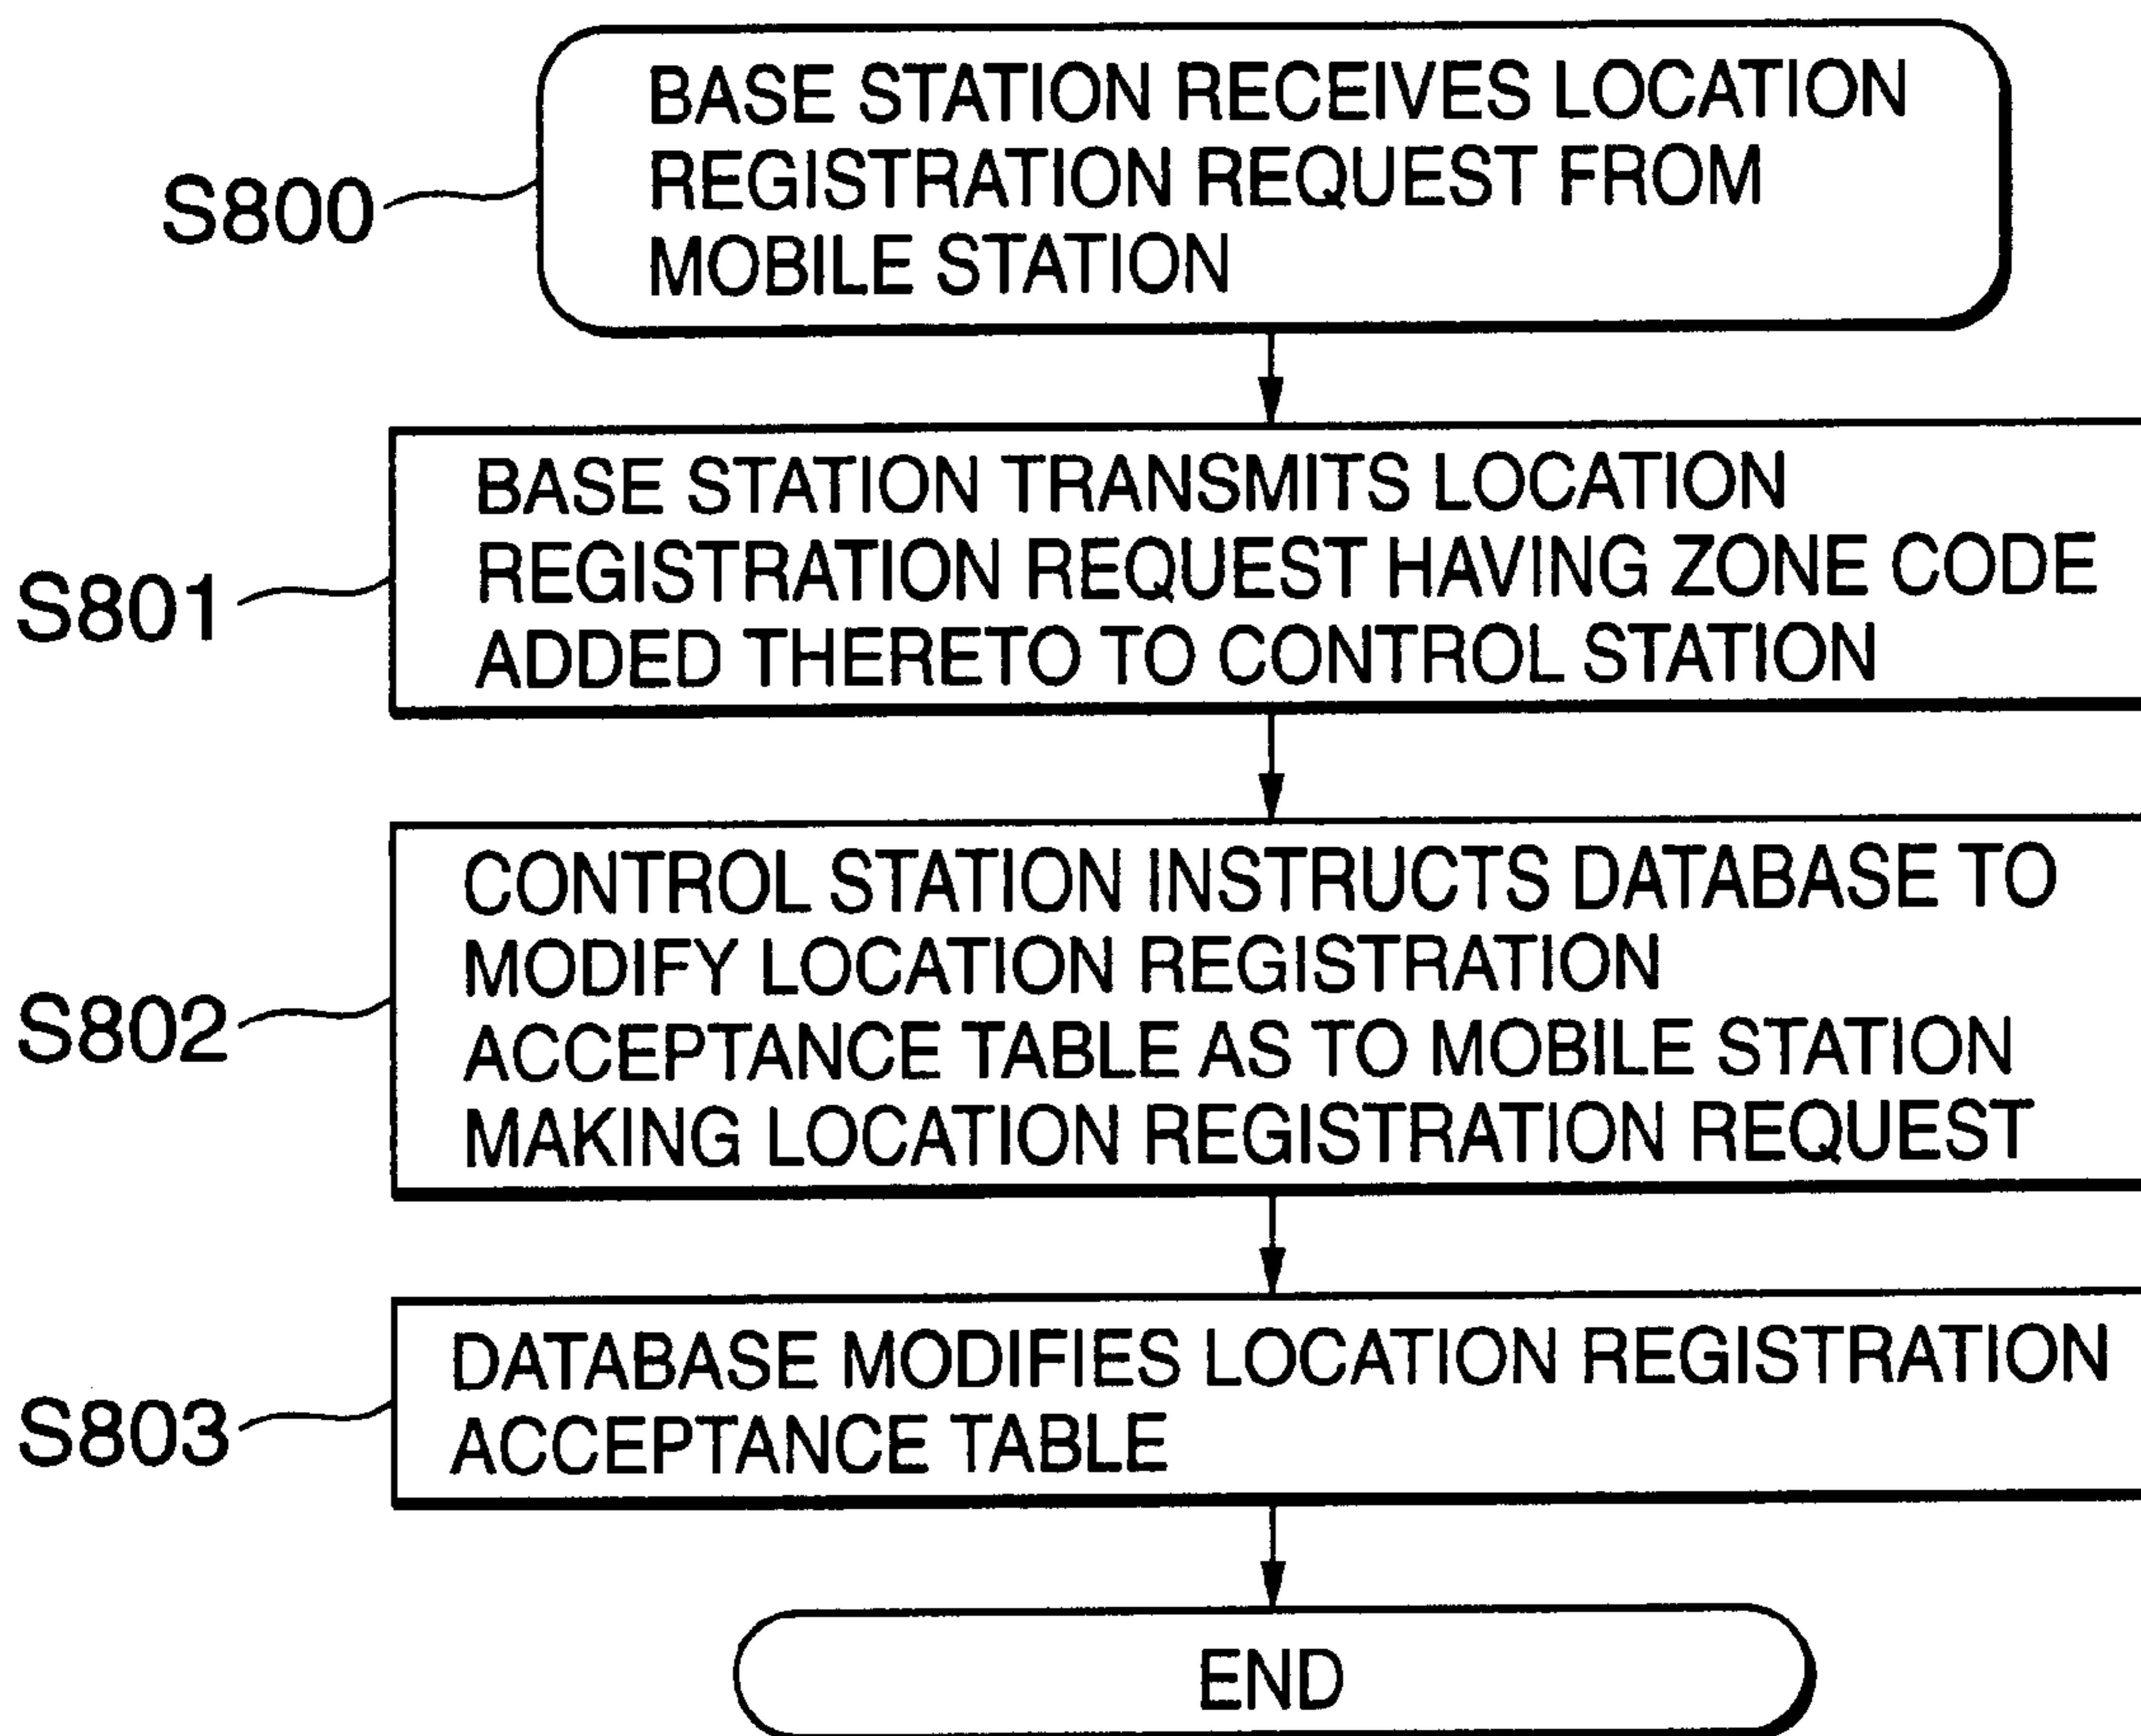 BASE STATION RECEIVES LOCATION
REGISTRATION REQUEST FROM
MOBILE STATION
S800
BASE STATION TRANSMITS LOCATION
REGISTRATION REQUEST HAVING ZONE CODE
ADDED THERETO TO CONTROL STATION
S801
CONTROL STATION INSTRUCTS DATABASE TO
MODIFY LOCATION REGISTRATION
ACCEPTANCE TABLE AS TO MOBILE STATION
MAKING LOCATION REGISTRATION REQUEST
S802
DATABASE MODIFIES LOCATION REGISTRATION
ACCEPTANCE TABLE
S803
END